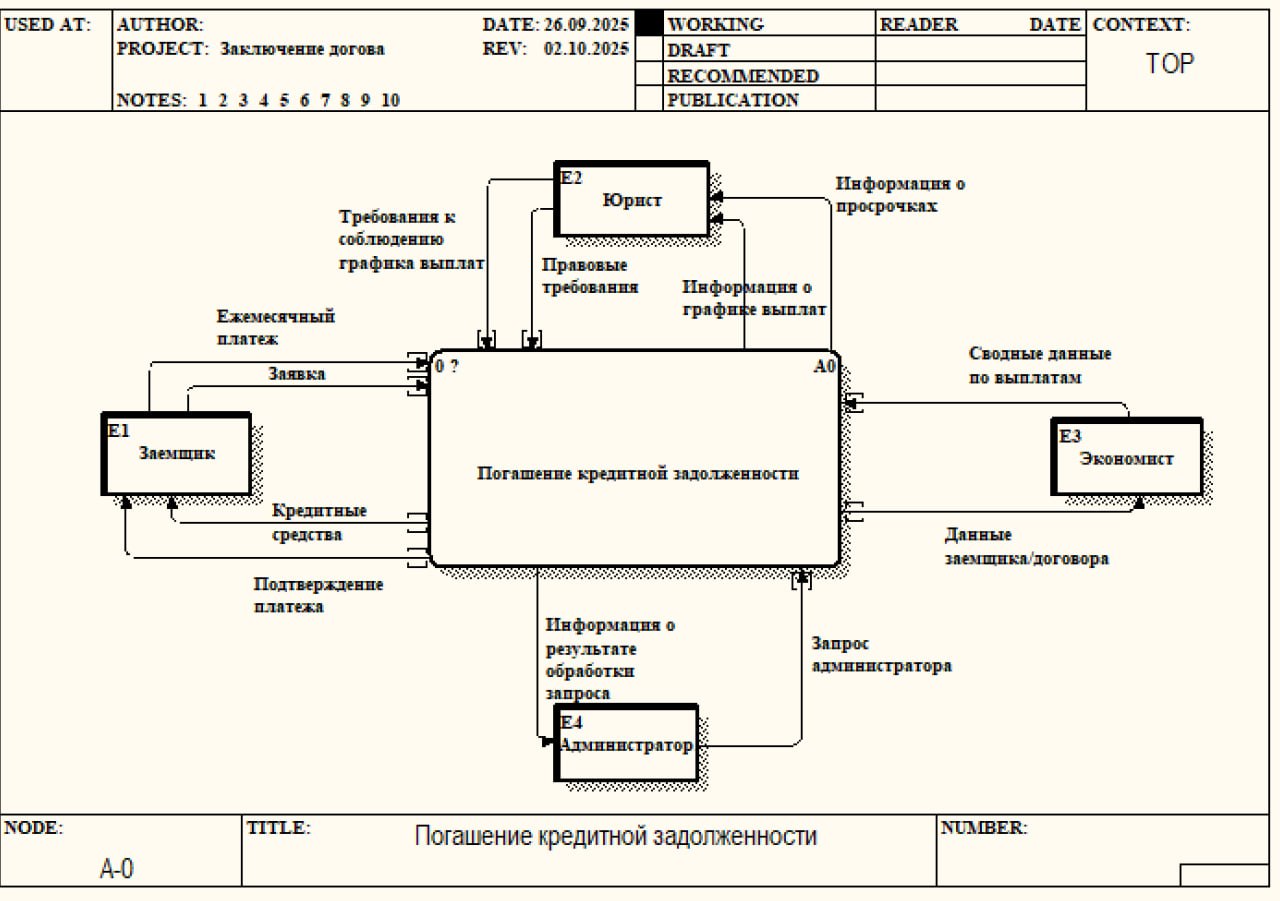 USED AT:
AUTHOR:
DATE: 26.09.2025
PROJECT: Заключение догова
REV: 02.10.2025
NOTES: 1 2 3 4 5 6 7 8 9 10
WORKING
DRAFT
RECOMMENDED
PUBLICATION
READER DATE
CONTEXT:
TOP
E2
Юрист
Информация о
просрочках
Требования к
соблюдению
графика выплат
Правовые
требования
Информация о
графике выплат
Ежемесячный
платеж
Заявка
0 ?
A0
Сводные данные
по выплатам
E1
Заемщик
E3
Экономист
Погашение кредитной задолженности
Кредитные
средства
Данные
заемщика/договора
Подтверждение
платежа
Информация о
результате
обработки
запроса
Запрос
администратора
E4
Администратор
NODE:
A-0
TITLE:
Погашение кредитной задолженности
NUMBER: